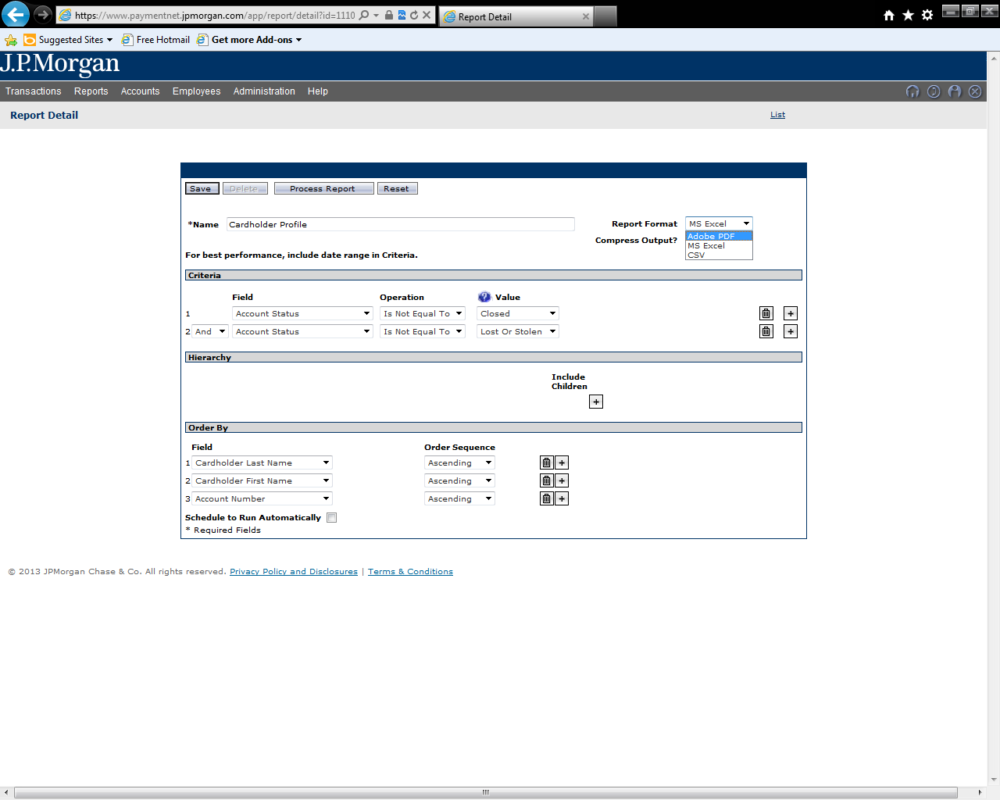 https://www.paymentnet.jpmorgan.com/app/report/detail?id=1110
Report Detail
Suggested Sites
Free Hotmail
Get more Add-ons
J.P.Morgan
Transactions Reports Accounts Employees Administration Help
Report Detail
List
Save Delete Process Report Reset
*Name Cardholder Profile
Report Format MS Excel
Adobe PDF
Compress Output?
MS Excel
CSV
For best performance, include date range in Criteria.
Criteria
Field Operation ? Value
1 Account Status Is Not Equal To Closed +
2 And Account Status Is Not Equal To Lost Or Stolen +
Hierarchy
Include
Children
+
Order By
Field Order Sequence
1 Cardholder Last Name Ascending +
2 Cardholder First Name Ascending +
3 Account Number Ascending +
Schedule to Run Automatically
* Required Fields
© 2013 JPMorgan Chase & Co. All rights reserved. Privacy Policy and Disclosures | Terms & Conditions